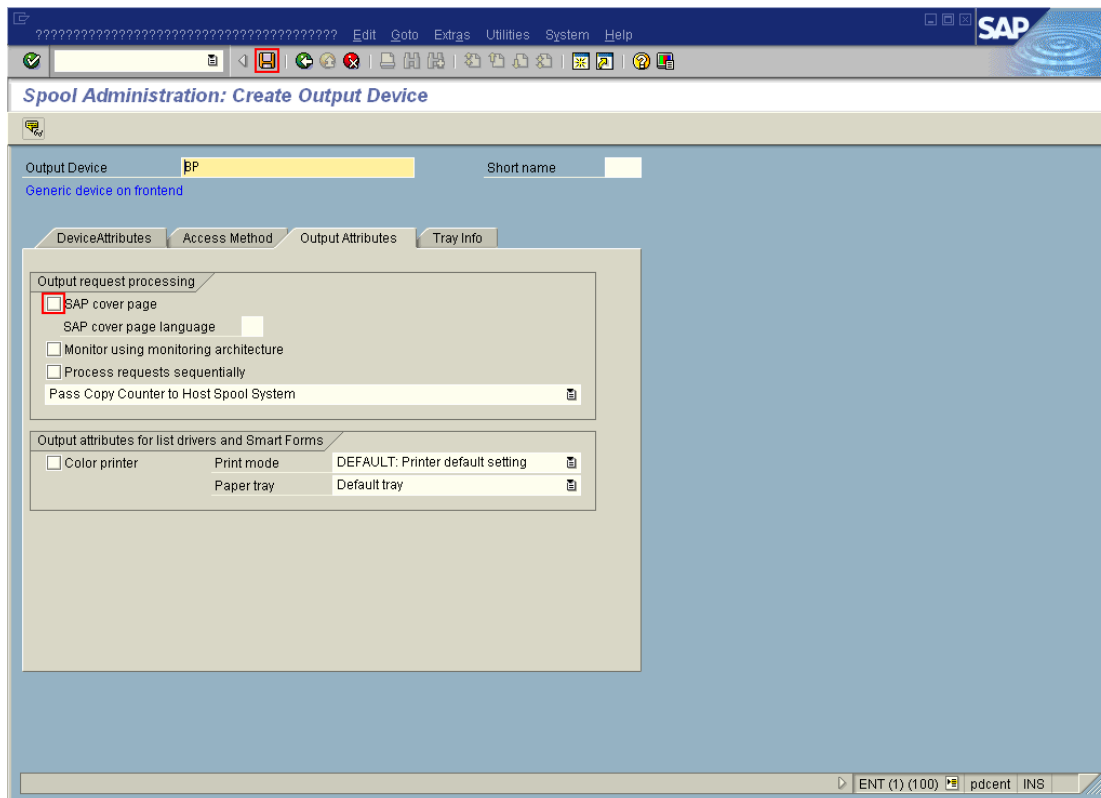 ???????????????????????????????????????? Edit Goto Extras Utilities System Help
SAP
Spool Administration: Create Output Device
Output Device BP Short name
Generic device on frontend
DeviceAttributes Access Method Output Attributes Tray Info
Output request processing
SAP cover page
SAP cover page language
Monitor using monitoring architecture
Process requests sequentially
Pass Copy Counter to Host Spool System
Output attributes for list drivers and Smart Forms
Color printer Print mode DEFAULT: Printer default setting
Paper tray Default tray
ENT (1) (100) pdcent INS